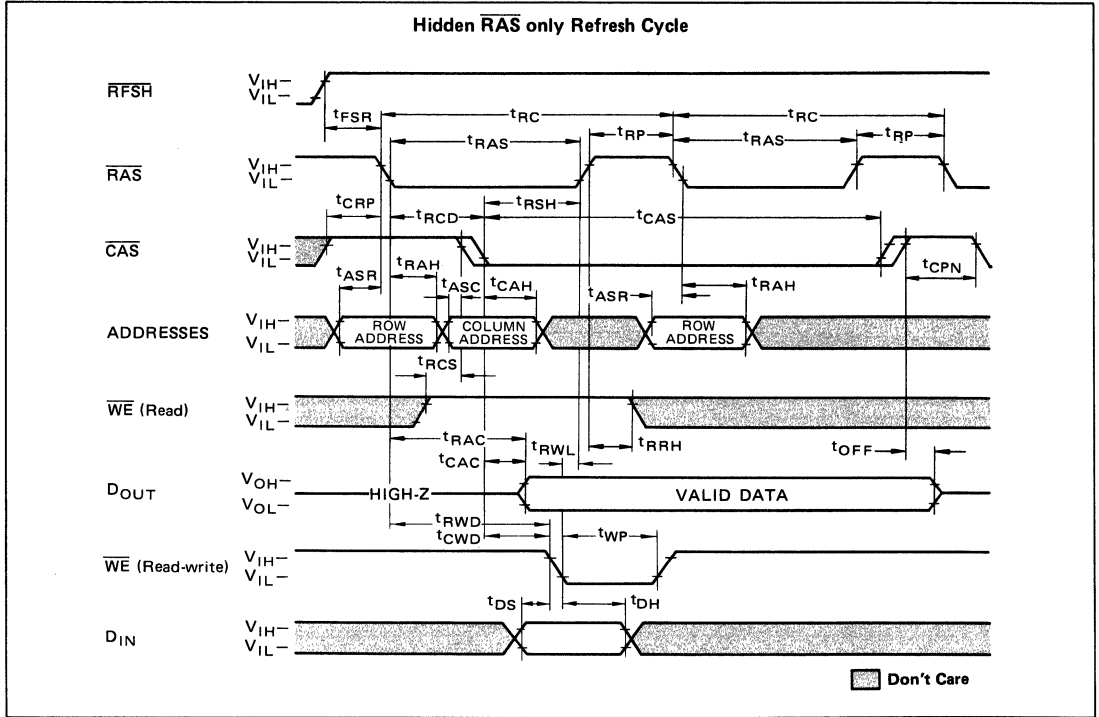 Hidden RAS only Refresh Cycle
RFSH
VIH–
VIL–
tFSR
tRC
tRC
tRAS
tRP
tRAS
tRP
RAS
VIH–
VIL–
tCRP
tRCD
tRSH
tCAS
CAS
VIH–
VIL–
tCPN
tASR
tRAH
tASC
tCAH
tASR
tRAH
ADDRESSES
VIH–
VIL–
ROW ADDRESS
COLUMN ADDRESS
ROW ADDRESS
tRCS
WE (Read)
VIH–
VIL–
tRAC
tRWL
tRRH
tCAC
tOFF
DOUT
VOH–
VOL–
HIGH-Z
VALID DATA
tRWD
tCWD
tWP
WE (Read-write)
VIH–
VIL–
tDS
tDH
DIN
VIH–
VIL–
Don't Care